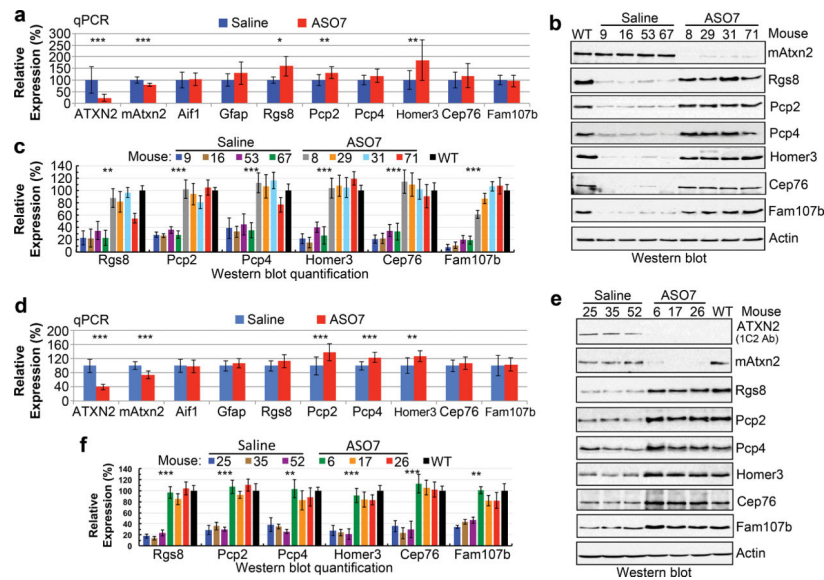 a qPCR Saline ASO7
Relative Expression (%)
250
200
150
100
50
0
*** *** * ** **
ATXN2 mAtxn2 Aif1 Gfap Rgs8 Pcp2 Pcp4 Homer3 Cep76 Fam107b
b Saline ASO7
WT 9 16 53 67 8 29 31 71 Mouse
mAtxn2
Rgs8
Pcp2
Pcp4
Homer3
Cep76
Fam107b
Actin
Western blot
c Saline ASO7
Mouse: 9 16 53 67 8 29 31 71 WT
Relative Expression (%)
120
100
80
60
40
20
0
** *** *** *** *** ***
Rgs8 Pcp2 Pcp4 Homer3 Cep76 Fam107b
Western blot quantification
d qPCR Saline ASO7
Relative Expression (%)
200
160
120
80
40
0
*** *** *** *** **
ATXN2 mAtxn2 Aif1 Gfap Rgs8 Pcp2 Pcp4 Homer3 Cep76 Fam107b
e Saline ASO7
25 35 52 6 17 26 WT Mouse
ATXN2
(1C2 Ab)
mAtxn2
Rgs8
Pcp2
Pcp4
Homer3
Cep76
Fam107b
Actin
Western blot
f Saline ASO7
Mouse: 25 35 52 6 17 26 WT
Relative Expression (%)
120
100
80
60
40
20
0
*** *** ** *** *** **
Rgs8 Pcp2 Pcp4 Homer3 Cep76 Fam107b
Western blot quantification